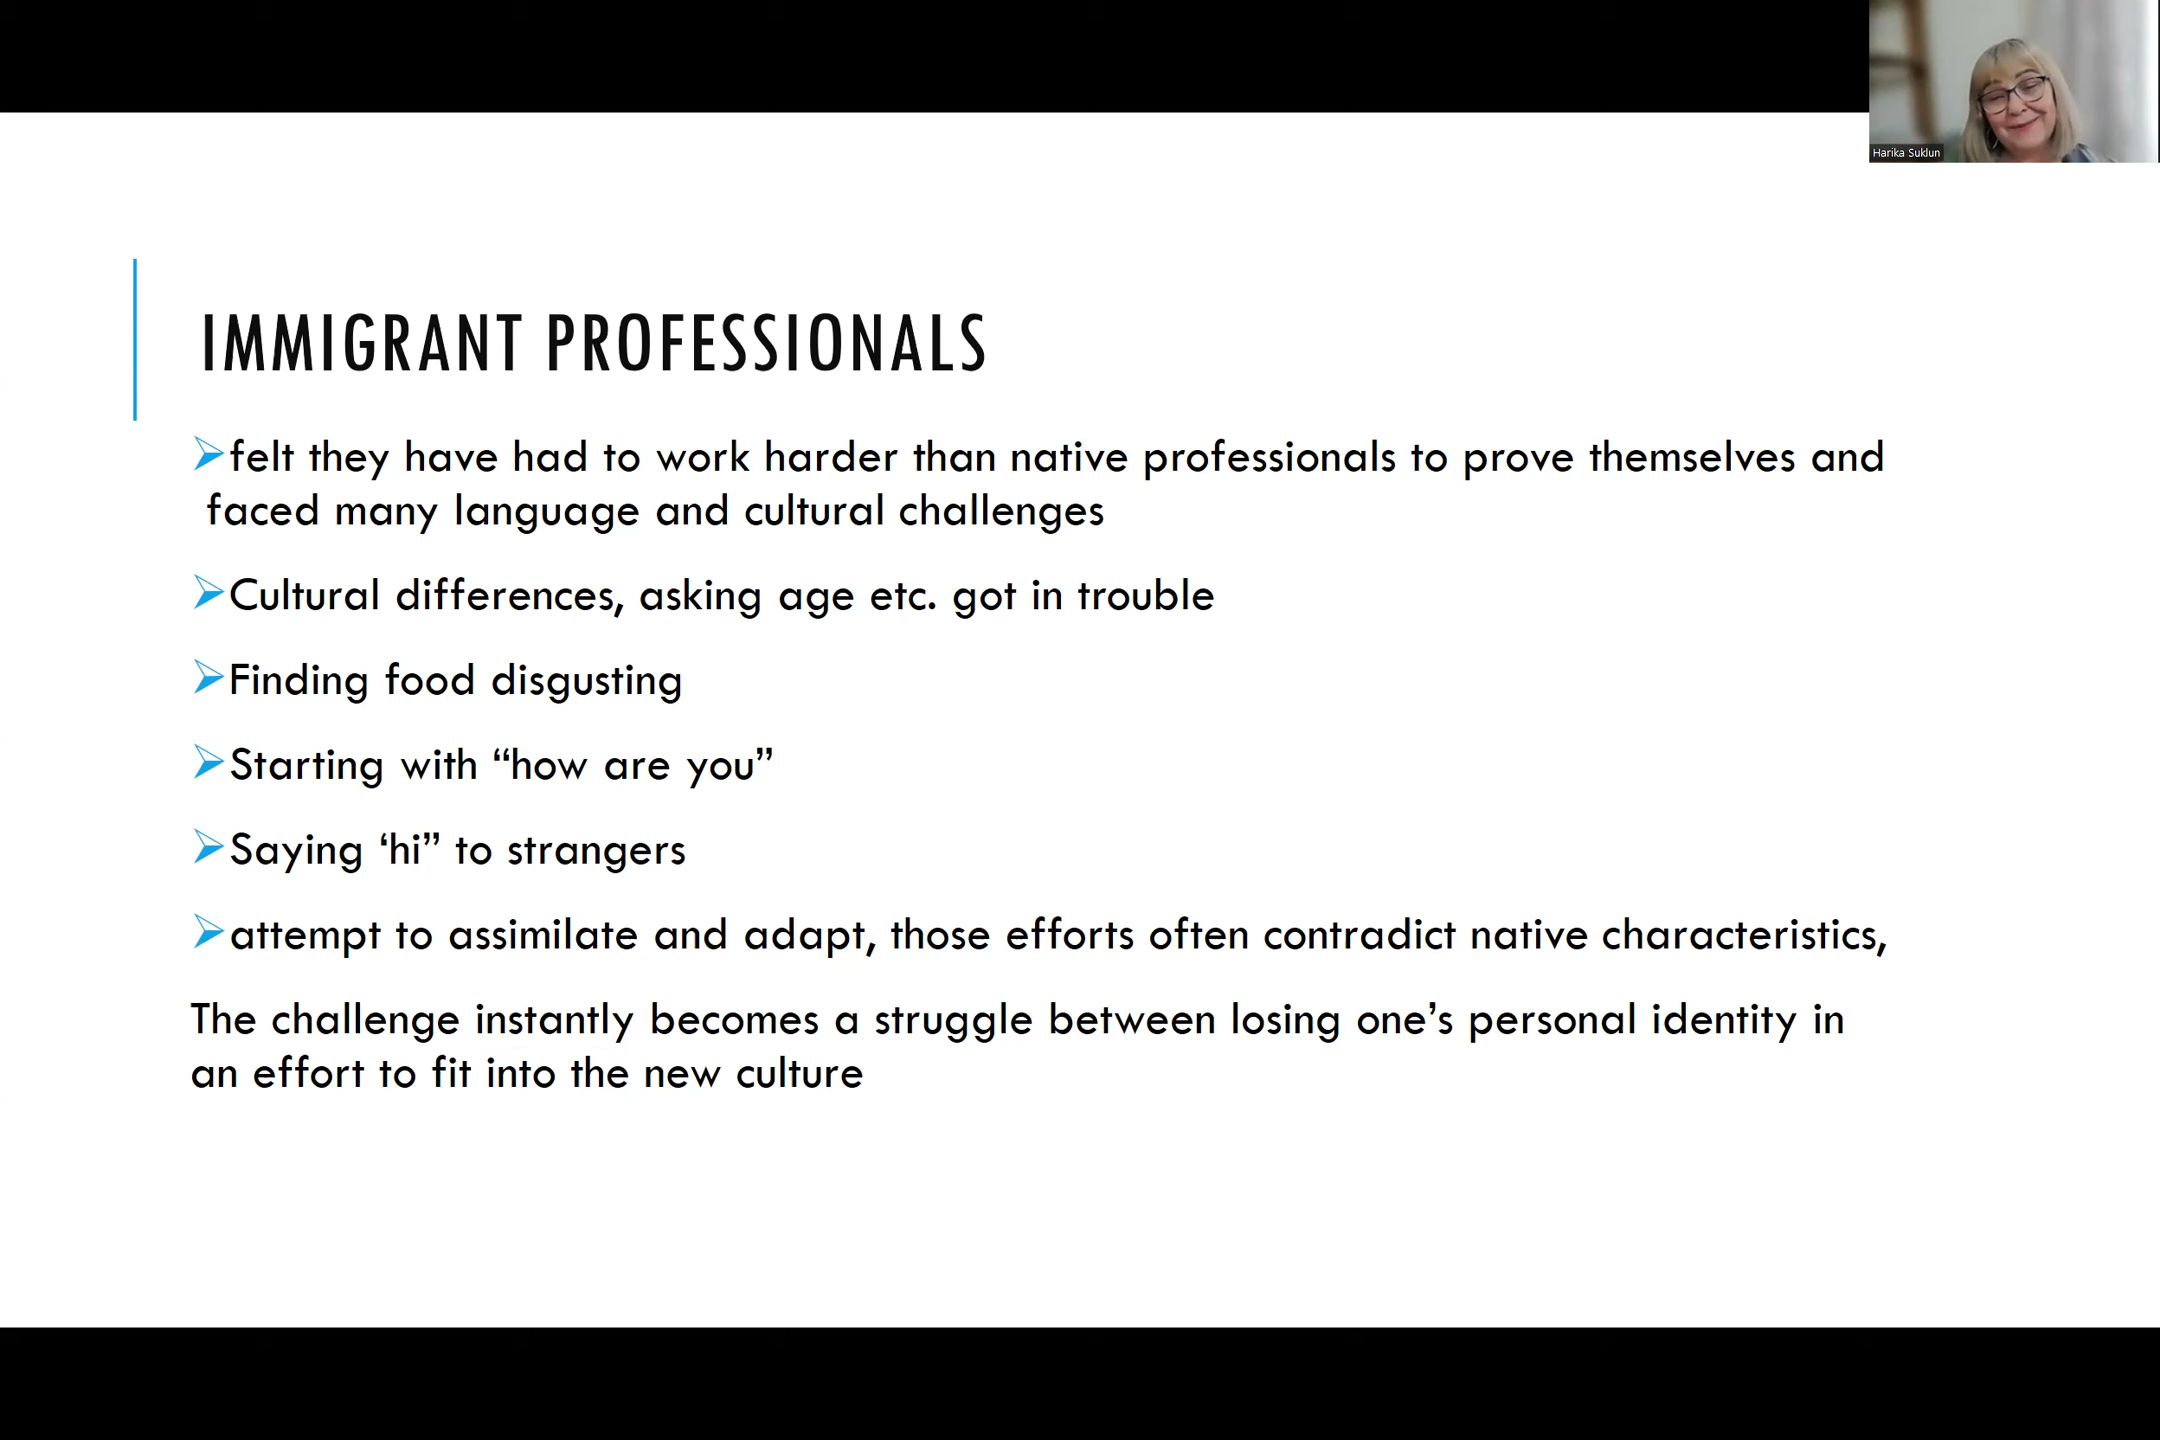 Harika Suklun
IMMIGRANT PROFESSIONALS
➢felt they have had to work harder than native professionals to prove themselves and
faced many language and cultural challenges
➢Cultural differences, asking age etc. got in trouble
➢Finding food disgusting
➢Starting with “how are you”
➢Saying ‘hi” to strangers
➢attempt to assimilate and adapt, those efforts often contradict native characteristics,
The challenge instantly becomes a struggle between losing one’s personal identity in
an effort to fit into the new culture